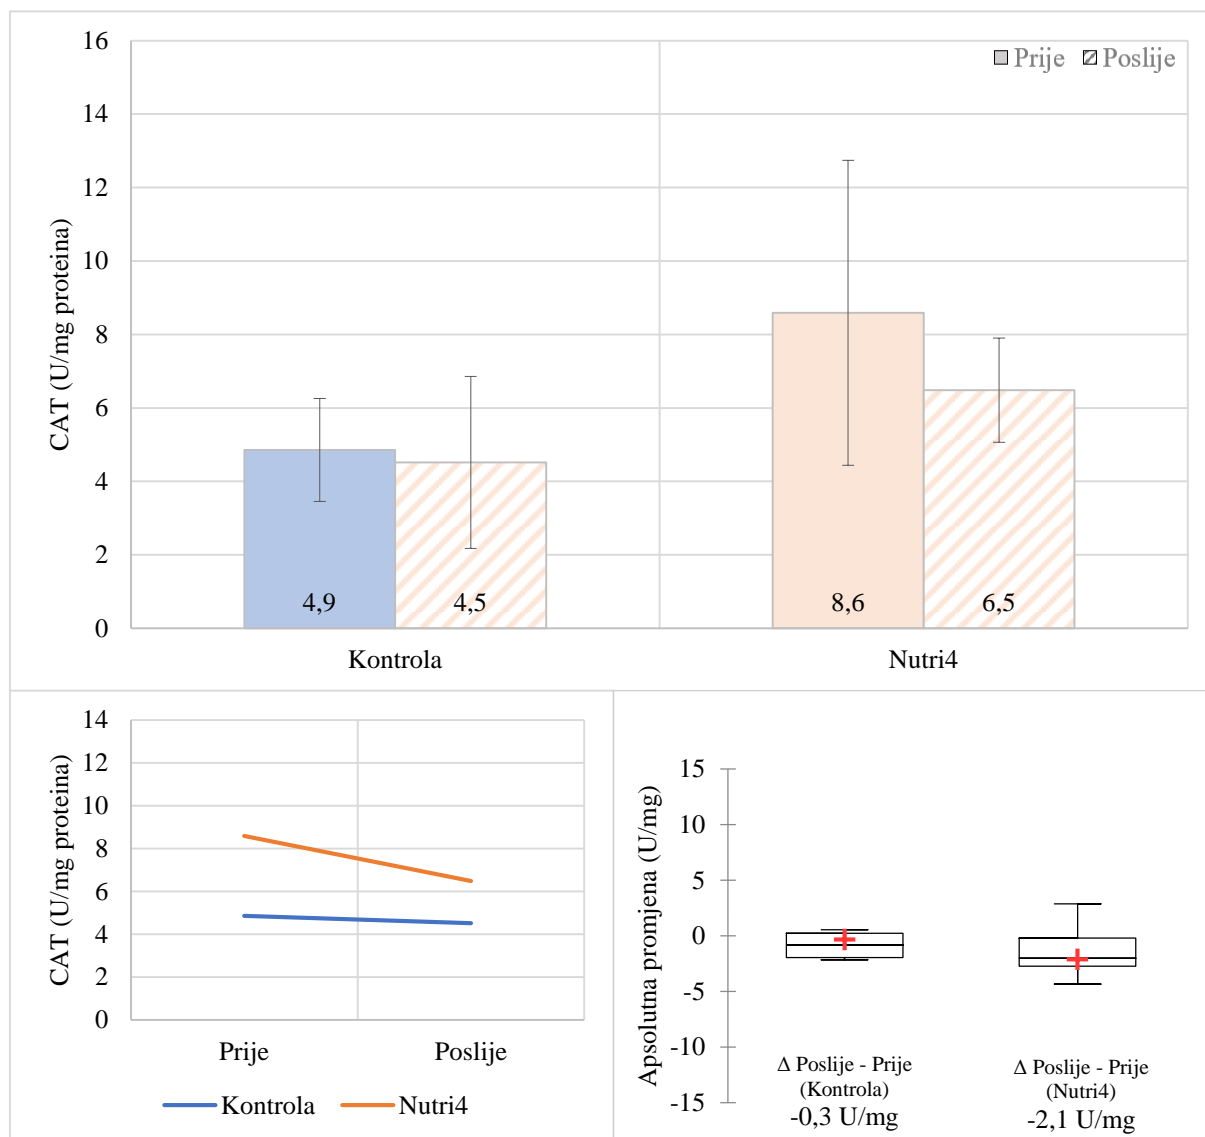 16
14
12
10
8
6
4
2
0
CAT (U/mg proteina)
Prije Poslije
4,9 4,5 8,6 6,5
Kontrola Nutri4
14
12
10
8
6
4
2
0
CAT (U/mg proteina)
Prije Poslije
Kontrola Nutri4
15
10
5
0
-5
-10
-15
Apsolutna promjena (U/mg)
Δ Poslije - Prije
(Kontrola)
-0,3 U/mg
Δ Poslije - Prije
(Nutri4)
-2,1 U/mg